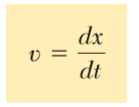 v = dx/dt